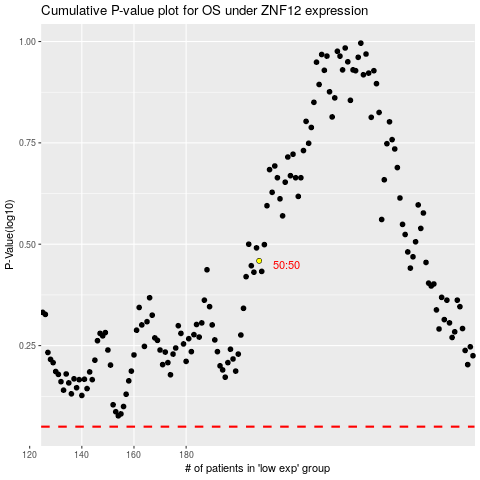 Cumulative P-value plot for OS under ZNF12 expression
P-Value(log10)
1.00
0.75
0.50
0.25
50:50
120 140 160 180
# of patients in 'low exp' group